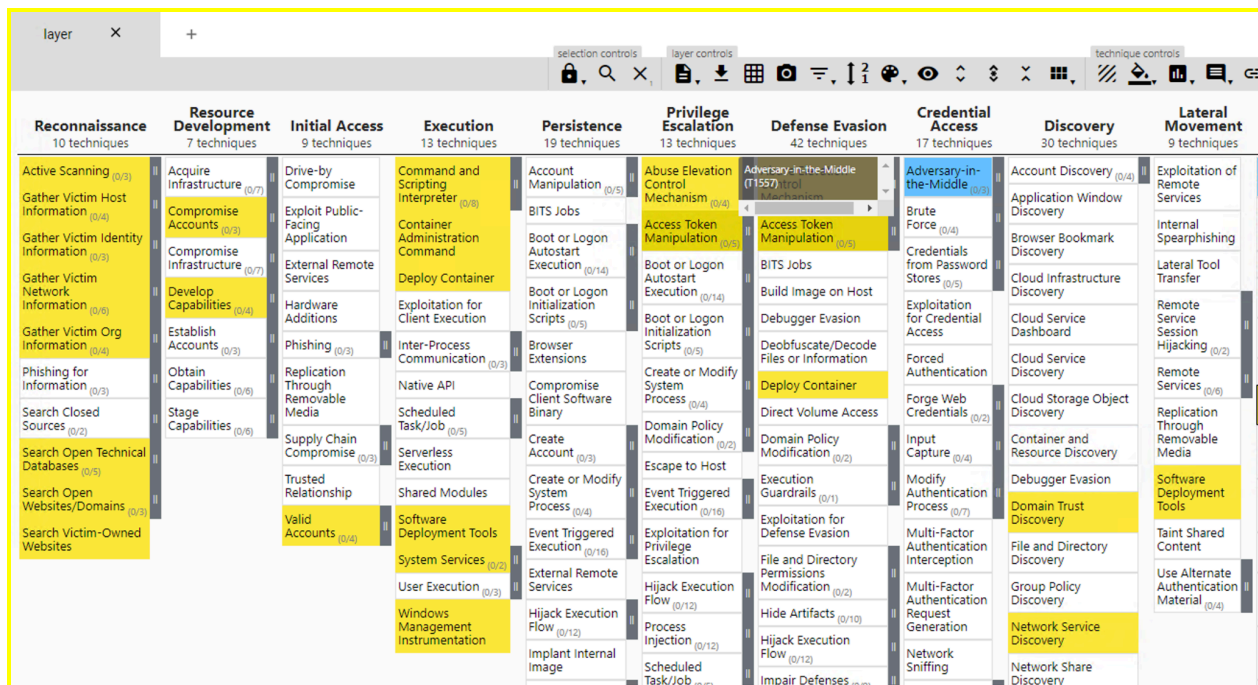 layer ✕ +
selection controls
layer controls
technique controls
Reconnaissance
10 techniques
Active Scanning (0/3)
Gather Victim Host
Information (0/4)
Gather Victim Identity
Information (0/3)
Gather Victim
Network
Information (0/6)
Gather Victim Org
Information (0/4)
Phishing for
Information (0/3)
Search Closed
Sources (0/2)
Search Open Technical
Databases (0/5)
Search Open
Websites/Domains (0/3)
Search Victim-Owned
Websites
Resource
Development
7 techniques
Acquire
Infrastructure (0/7)
Compromise
Accounts (0/3)
Compromise
Infrastructure (0/7)
Develop
Capabilities (0/4)
Establish
Accounts (0/3)
Obtain
Capabilities (0/6)
Stage
Capabilities (0/6)
Initial Access
9 techniques
Drive-by
Compromise
Exploit Public-
Facing
Application
External Remote
Services
Hardware
Additions
Phishing (0/3)
Replication
Through
Removable
Media
Supply Chain
Compromise (0/3)
Trusted
Relationship
Valid
Accounts (0/4)
Execution
13 techniques
Command and
Scripting
Interpreter (0/8)
Container
Administration
Command
Deploy Container
Exploitation for
Client Execution
Inter-Process
Communication (0/3)
Native API
Scheduled
Task/Job (0/5)
Serverless
Execution
Shared Modules
Software
Deployment Tools
System Services (0/2)
User Execution (0/3)
Windows
Management
Instrumentation
Persistence
19 techniques
Account
Manipulation (0/5)
BITS Jobs
Boot or Logon
Autostart
Execution (0/14)
Boot or Logon
Initialization
Scripts (0/5)
Browser
Extensions
Compromise
Client Software
Binary
Create
Account (0/3)
Create or Modify
System
Process (0/4)
Event Triggered
Execution (0/16)
External Remote
Services
Hijack Execution
Flow (0/12)
Implant Internal
Image
Privilege
Escalation
13 techniques
Abuse Elevation
Control
Mechanism (0/4)
Access Token
Manipulation (0/5)
Boot or Logon
Autostart
Execution (0/14)
Boot or Logon
Initialization
Scripts (0/5)
Create or Modify
System
Process (0/4)
Domain Policy
Modification (0/2)
Escape to Host
Event Triggered
Execution (0/16)
Exploitation for
Privilege
Escalation
Hijack Execution
Flow (0/12)
Process
Injection (0/12)
Scheduled
Task/Job (0/5)
Defense Evasion
42 techniques
Adversary-in-the-Middle
(T1557)
Mechanism
Access Token
Manipulation (0/5)
BITS Jobs
Build Image on Host
Debugger Evasion
Deobfuscate/Decode
Files or Information
Deploy Container
Direct Volume Access
Domain Policy
Modification (0/2)
Execution
Guardrails (0/1)
Exploitation for
Defense Evasion
File and Directory
Permissions
Modification (0/2)
Hide Artifacts (0/10)
Hijack Execution
Flow (0/12)
Impair Defenses
Credential
Access
17 techniques
Adversary-in-
the-Middle (0/3)
Brute
Force (0/4)
Credentials
from Password
Stores (0/5)
Exploitation
for Credential
Access
Forced
Authentication
Forge Web
Credentials (0/2)
Input
Capture (0/4)
Modify
Authentication
Process (0/7)
Multi-Factor
Authentication
Interception
Multi-Factor
Authentication
Request
Generation
Network
Sniffing
Discovery
30 techniques
Account Discovery (0/4)
Application Window
Discovery
Browser Bookmark
Discovery
Cloud Infrastructure
Discovery
Cloud Service
Dashboard
Cloud Service
Discovery
Cloud Storage Object
Discovery
Container and
Resource Discovery
Debugger Evasion
Domain Trust
Discovery
File and Directory
Discovery
Group Policy
Discovery
Network Service
Discovery
Network Share
Discovery
Lateral
Movement
9 techniques
Exploitation of
Remote
Services
Internal
Spearphishing
Lateral Tool
Transfer
Remote
Service
Session
Hijacking (0/2)
Remote
Services (0/6)
Replication
Through
Removable
Media
Software
Deployment
Tools
Taint Shared
Content
Use Alternate
Authentication
Material (0/4)